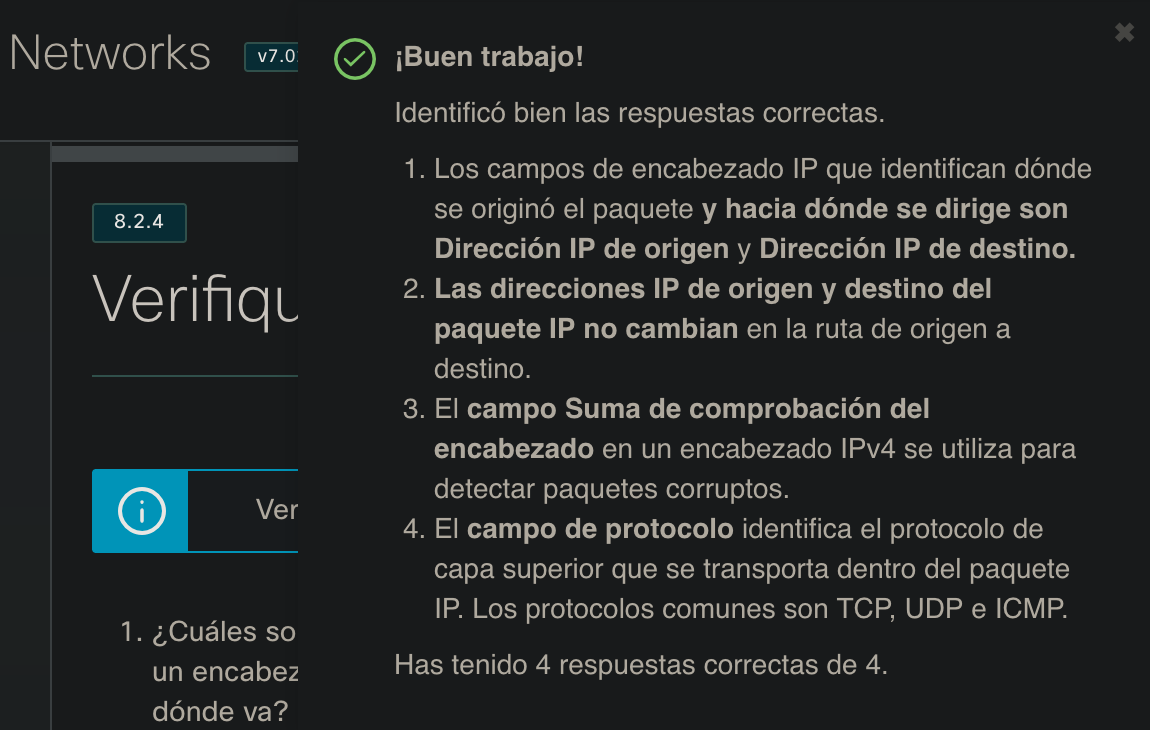 Networks
v7.0
8.2.4
¡Buen trabajo!
Identificó bien las respuestas correctas.
1. Los campos de encabezado IP que identifican dónde
se originó el paquete y hacia dónde se dirige son
Dirección IP de origen y Dirección IP de destino.
2. Las direcciones IP de origen y destino del
paquete IP no cambian en la ruta de origen a
destino.
3. El campo Suma de comprobación del
encabezado en un encabezado IPv4 se utiliza para
detectar paquetes corruptos.
4. El campo de protocolo identifica el protocolo de
capa superior que se transporta dentro del paquete
IP. Los protocolos comunes son TCP, UDP e ICMP.
Has tenido 4 respuestas correctas de 4.
Verifiqu
Ver
1. ¿Cuáles so
un encabez
dónde va?